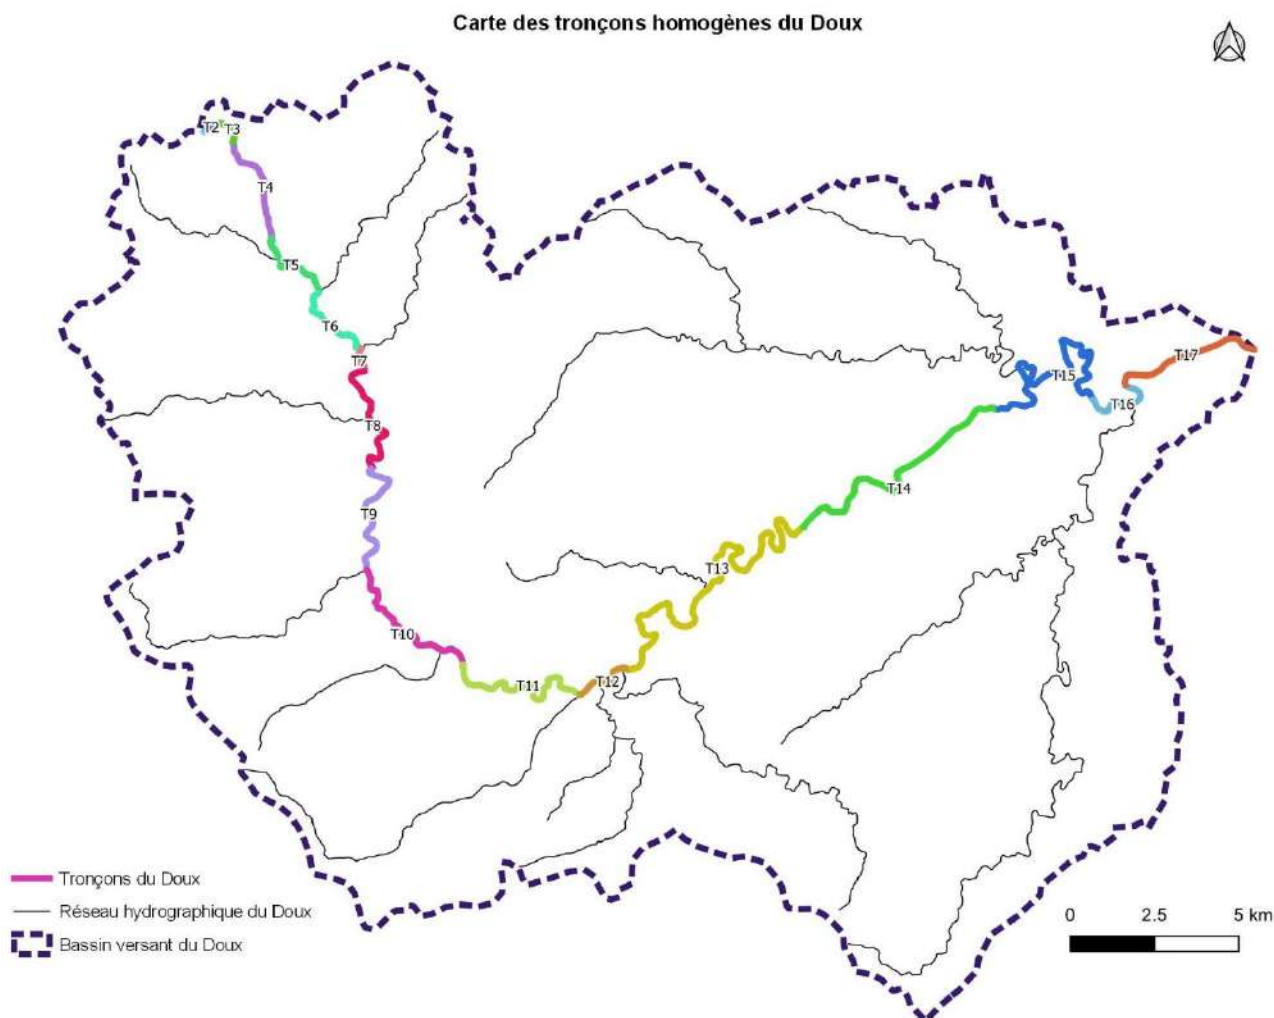 Carte des tronçons homogènes du Doux
T2
T3
T4
T5
T6
T7
T8
T9
T10
T11
T12
T13
T14
T15
T16
T17
Tronçons du Doux
Réseau hydrographique du Doux
Bassin versant du Doux
0 2.5 5 km